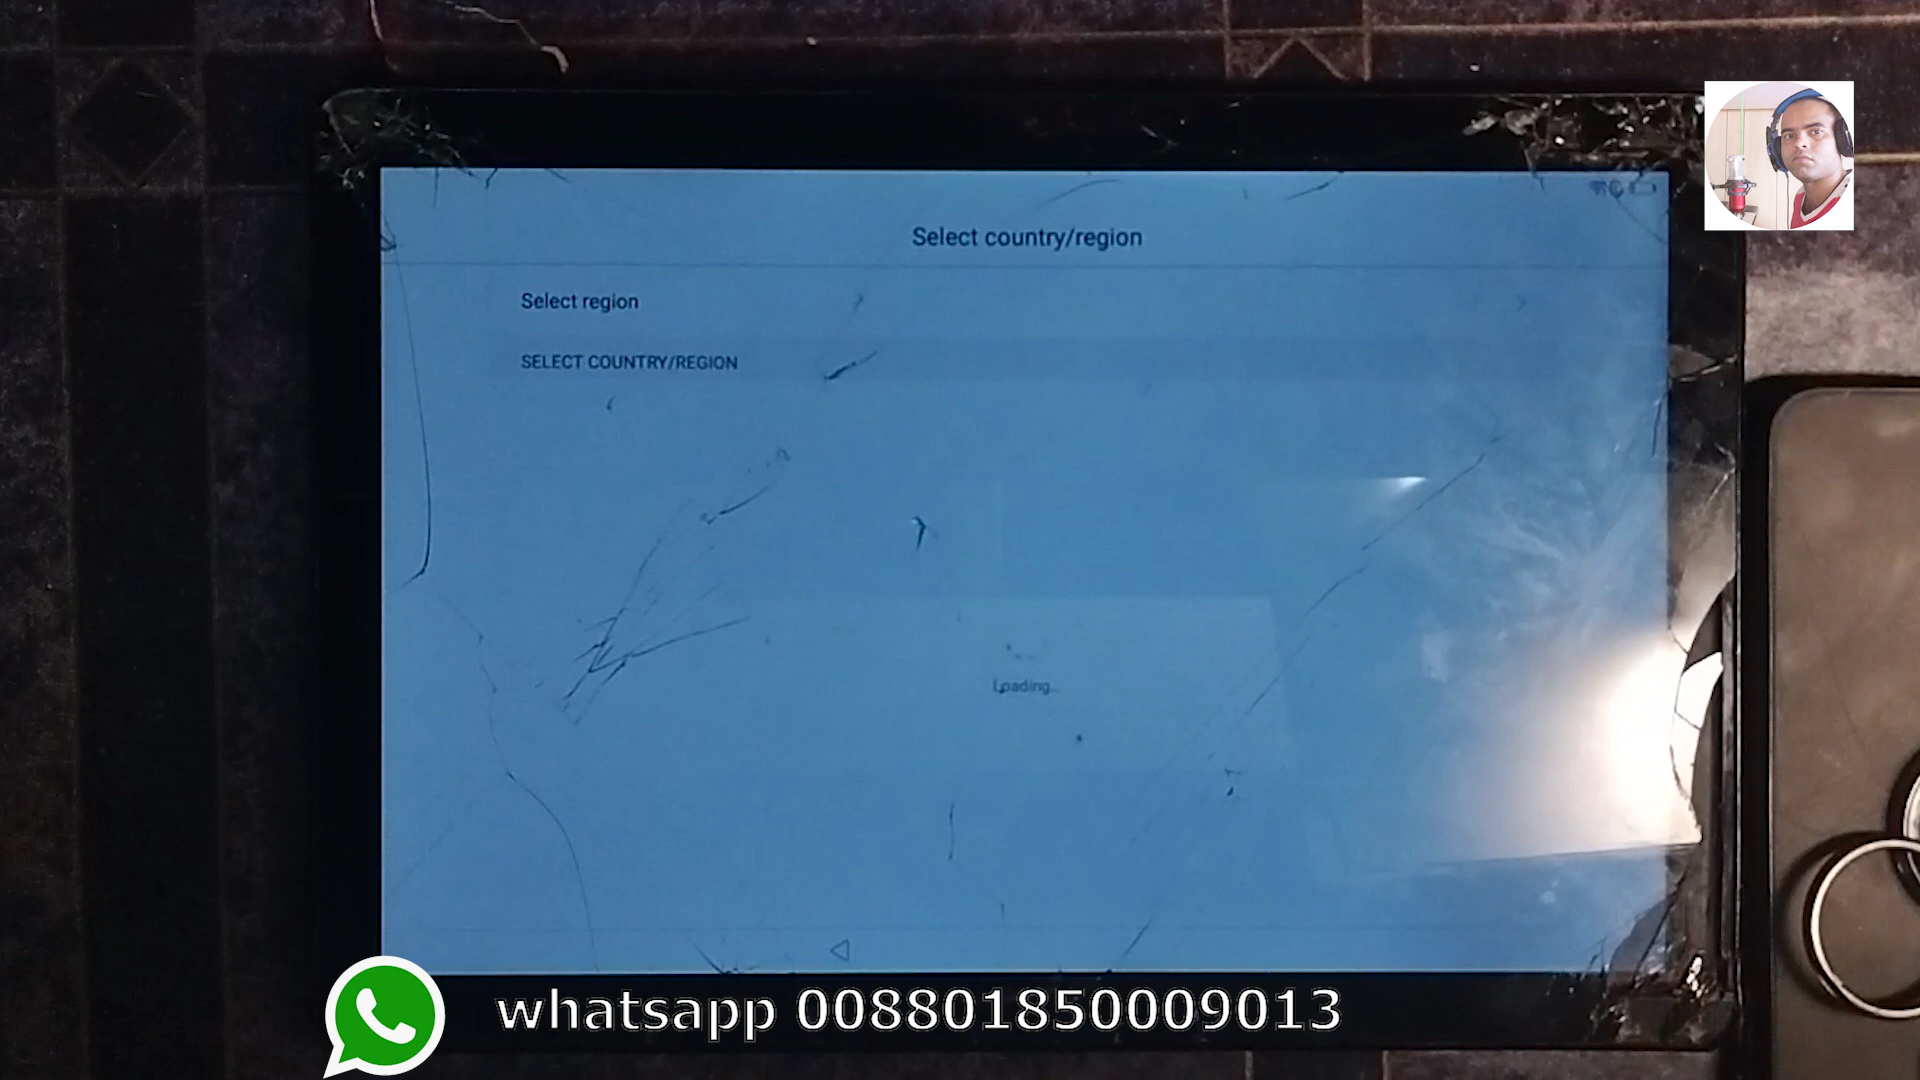 Select country/region
Select region
SELECT COUNTRY/REGION
Loading...
whatsapp 008801850009013